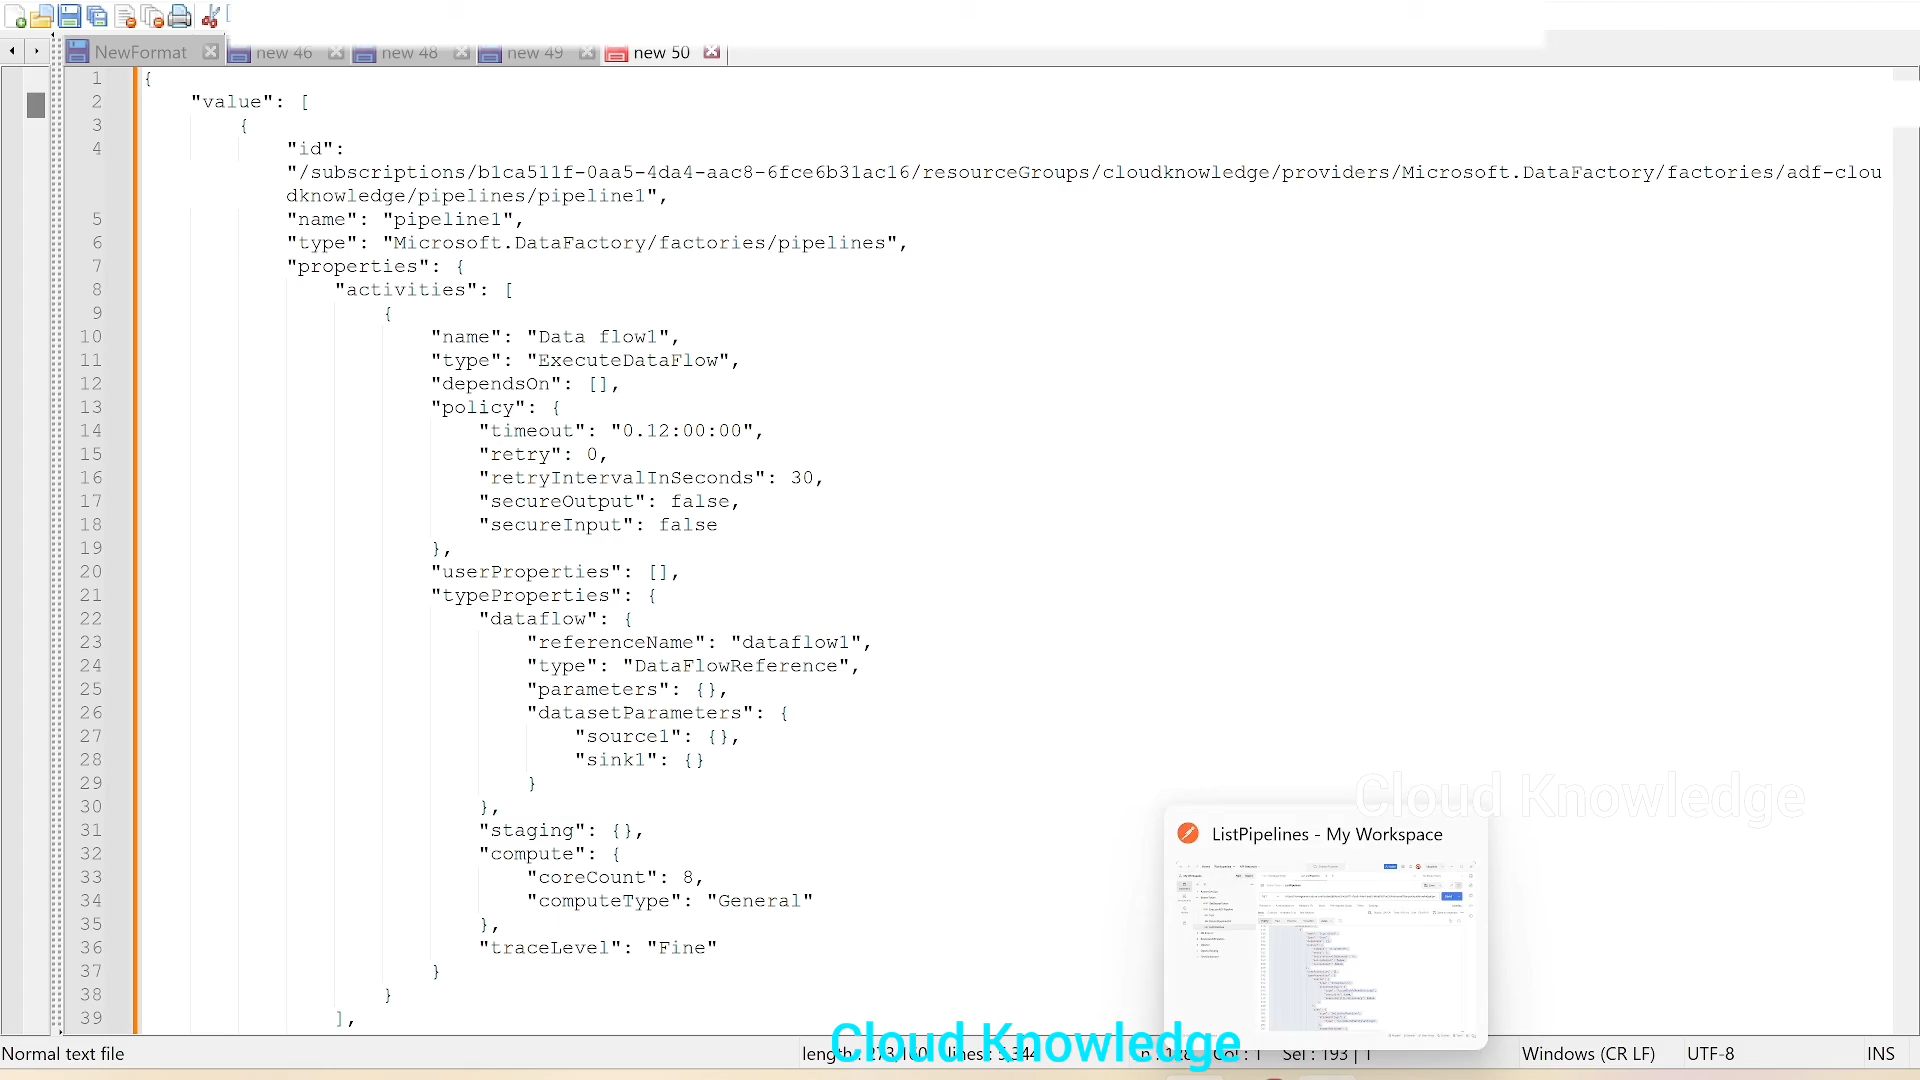 NewFormat new 46 new 48 new 49 new 50
1 {
2 "value": [
3 {
4 "id":
"/subscriptions/b1ca511f-0aa5-4da4-aac8-6fce6b31ac16/resourceGroups/cloudknowledge/providers/Microsoft.DataFactory/factories/adf-clou
dknowledge/pipelines/pipeline1",
5 "name": "pipeline1",
6 "type": "Microsoft.DataFactory/factories/pipelines",
7 "properties": {
8 "activities": [
9 {
10 "name": "Data flow1",
11 "type": "ExecuteDataFlow",
12 "dependsOn": [],
13 "policy": {
14 "timeout": "0.12:00:00",
15 "retry": 0,
16 "retryIntervalInSeconds": 30,
17 "secureOutput": false,
18 "secureInput": false
19 },
20 "userProperties": [],
21 "typeProperties": {
22 "dataflow": {
23 "referenceName": "dataflow1",
24 "type": "DataFlowReference",
25 "parameters": {},
26 "datasetParameters": {
27 "source1": {},
28 "sink1": {}
29 }
30 },
31 "staging": {},
32 "compute": {
33 "coreCount": 8,
34 "computeType": "General"
35 },
36 "traceLevel": "Fine"
37 }
38 }
39 ],
Cloud Knowledge
ListPipelines - My Workspace
Cloud Knowledge
Normal text file Col : 1 Sel : 193 | 1 Windows (CR LF) UTF-8 INS